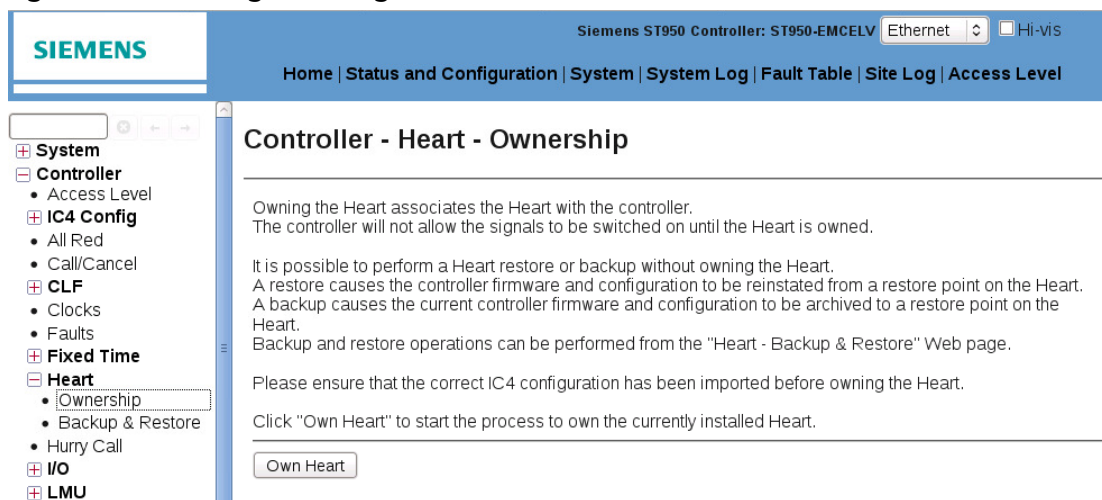 SIEMENS
Siemens ST950 Controller: ST950-EMCELV Ethernet Hi-vis
Home | Status and Configuration | System | System Log | Fault Table | Site Log | Access Level
System
Controller
Access Level
IC4 Config
All Red
Call/Cancel
CLF
Clocks
Faults
Fixed Time
Heart
Ownership
Backup & Restore
Hurry Call
I/O
LMU
Controller - Heart - Ownership
Owning the Heart associates the Heart with the controller.
The controller will not allow the signals to be switched on until the Heart is owned.
It is possible to perform a Heart restore or backup without owning the Heart.
A restore causes the controller firmware and configuration to be reinstated from a restore point on the Heart.
A backup causes the current controller firmware and configuration to be archived to a restore point on the
Heart.
Backup and restore operations can be performed from the "Heart - Backup & Restore" Web page.
Please ensure that the correct IC4 configuration has been imported before owning the Heart.
Click "Own Heart" to start the process to own the currently installed Heart.
Own Heart